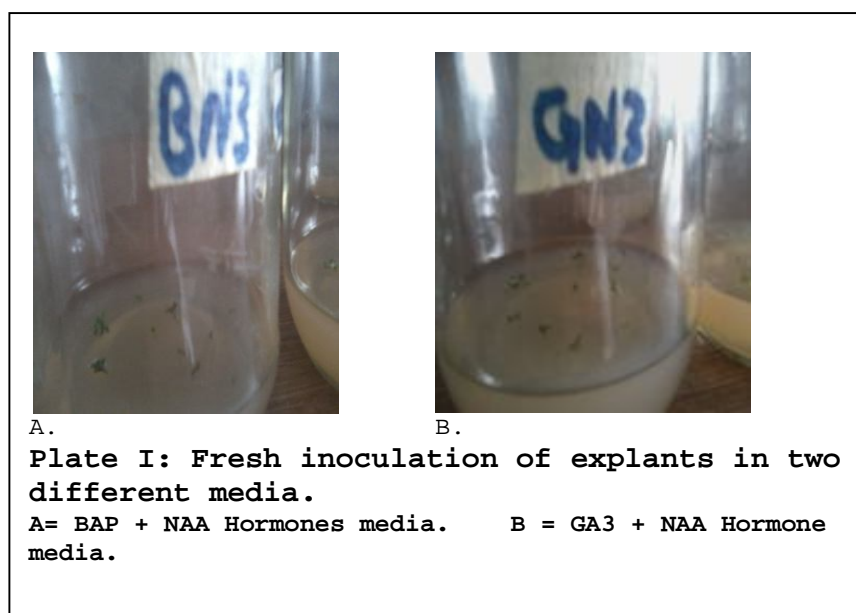 BN3
GN3
A.
B.
Plate I: Fresh inoculation of explants in two
different media.
A= BAP + NAA Hormones media. B = GA3 + NAA Hormone
media.